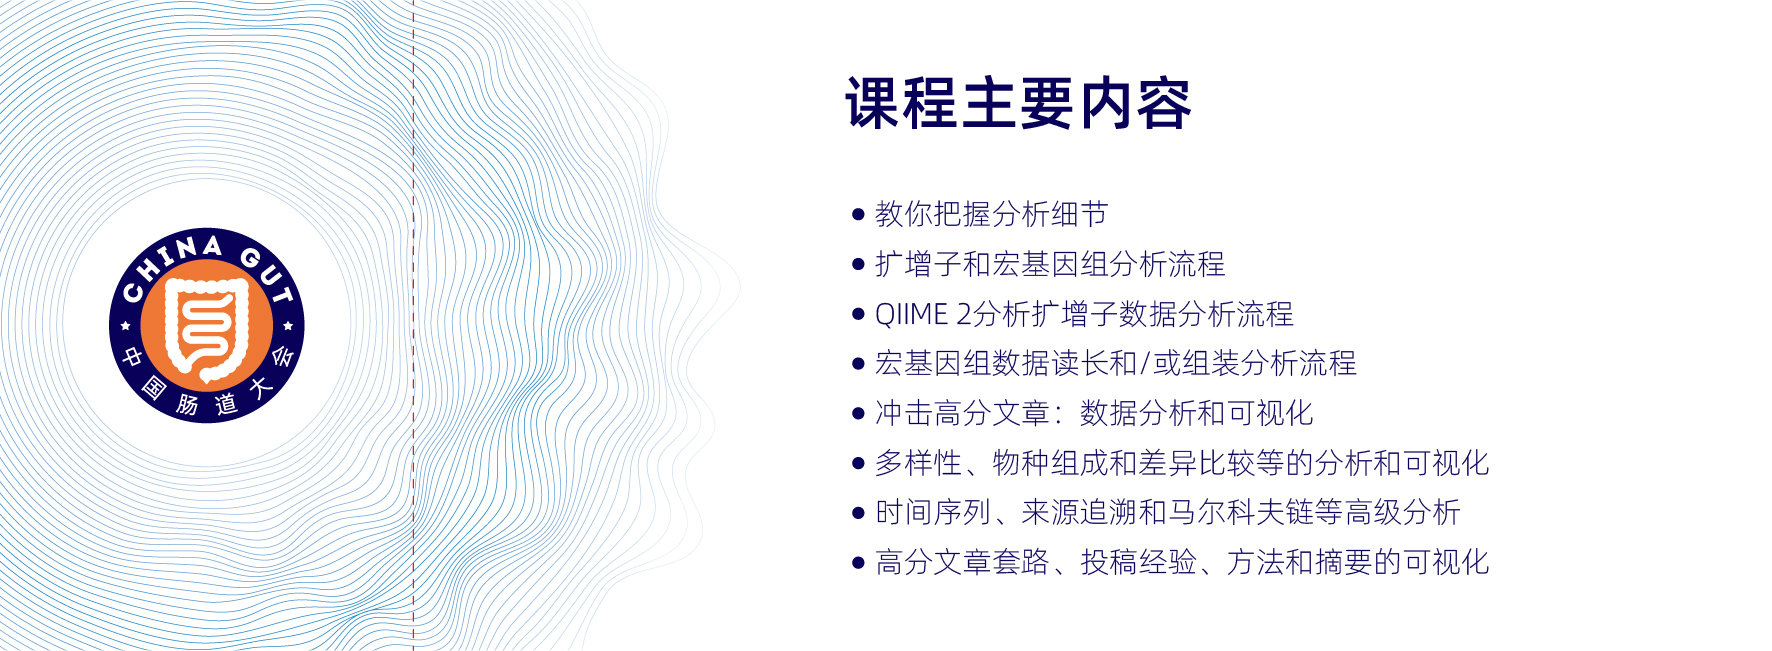 CHINA GUT
中国肠道大会
课程主要内容
● 教你把握分析细节
● 扩增子和宏基因组分析流程
● QIIME 2分析扩增子数据分析流程
● 宏基因组数据读长和/或组装分析流程
● 冲击高分文章：数据分析和可视化
● 多样性、物种组成和差异比较等的分析和可视化
● 时间序列、来源追溯和马尔科夫链等高级分析
● 高分文章套路、投稿经验、方法和摘要的可视化